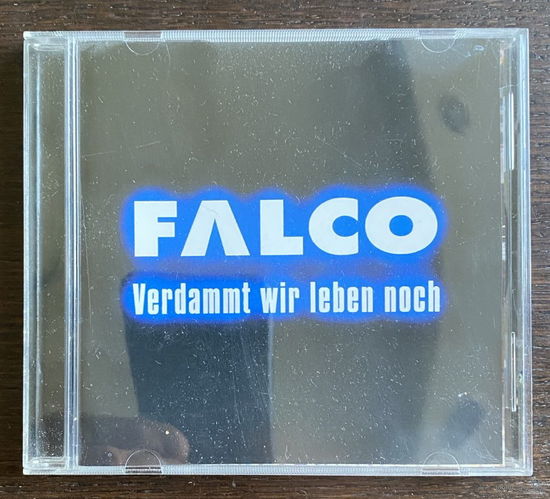 FALCO
Verdammt wir leben noch